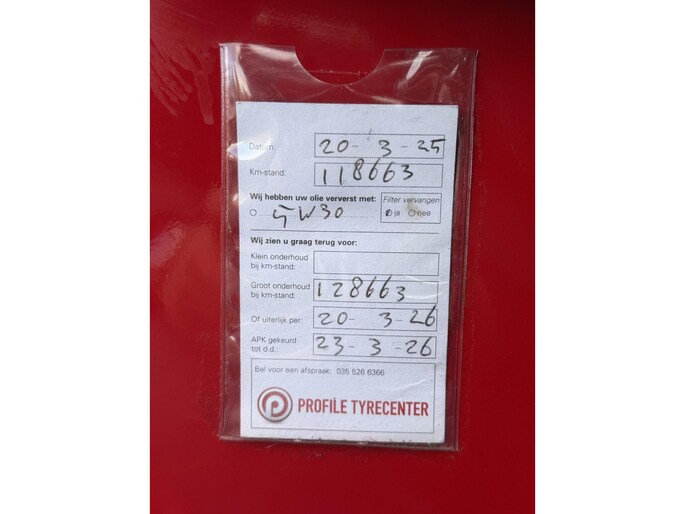 Datum: 20-3-25
Km-stand: 118663
Wij hebben uw olie ververst met: Filter vervangen
5W30 ja nee
Wij zien u graag terug voor:
Klein onderhoud
bij km-stand:
Groot onderhoud
bij km-stand: 128663
Of uiterlijk per: 20-3-26
APK gekeurd
tot d.d.: 23-3-26
Bel voor een afspraak: 035 526 6366
PROFILE TYRECENTER